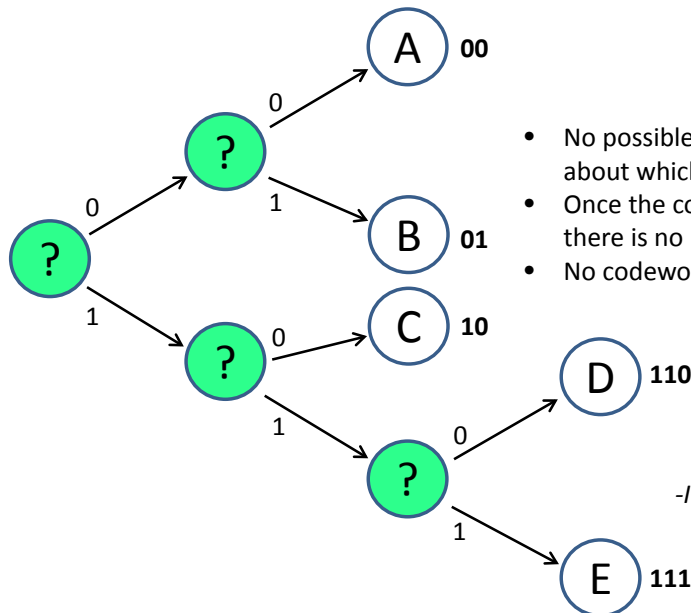 A 00
0
?
0
1
B 01
?
1
0
C 10
?
1
D 110
0
?
1
E 111
• No possible
about which
• Once the co
there is no
• No codewo
-I